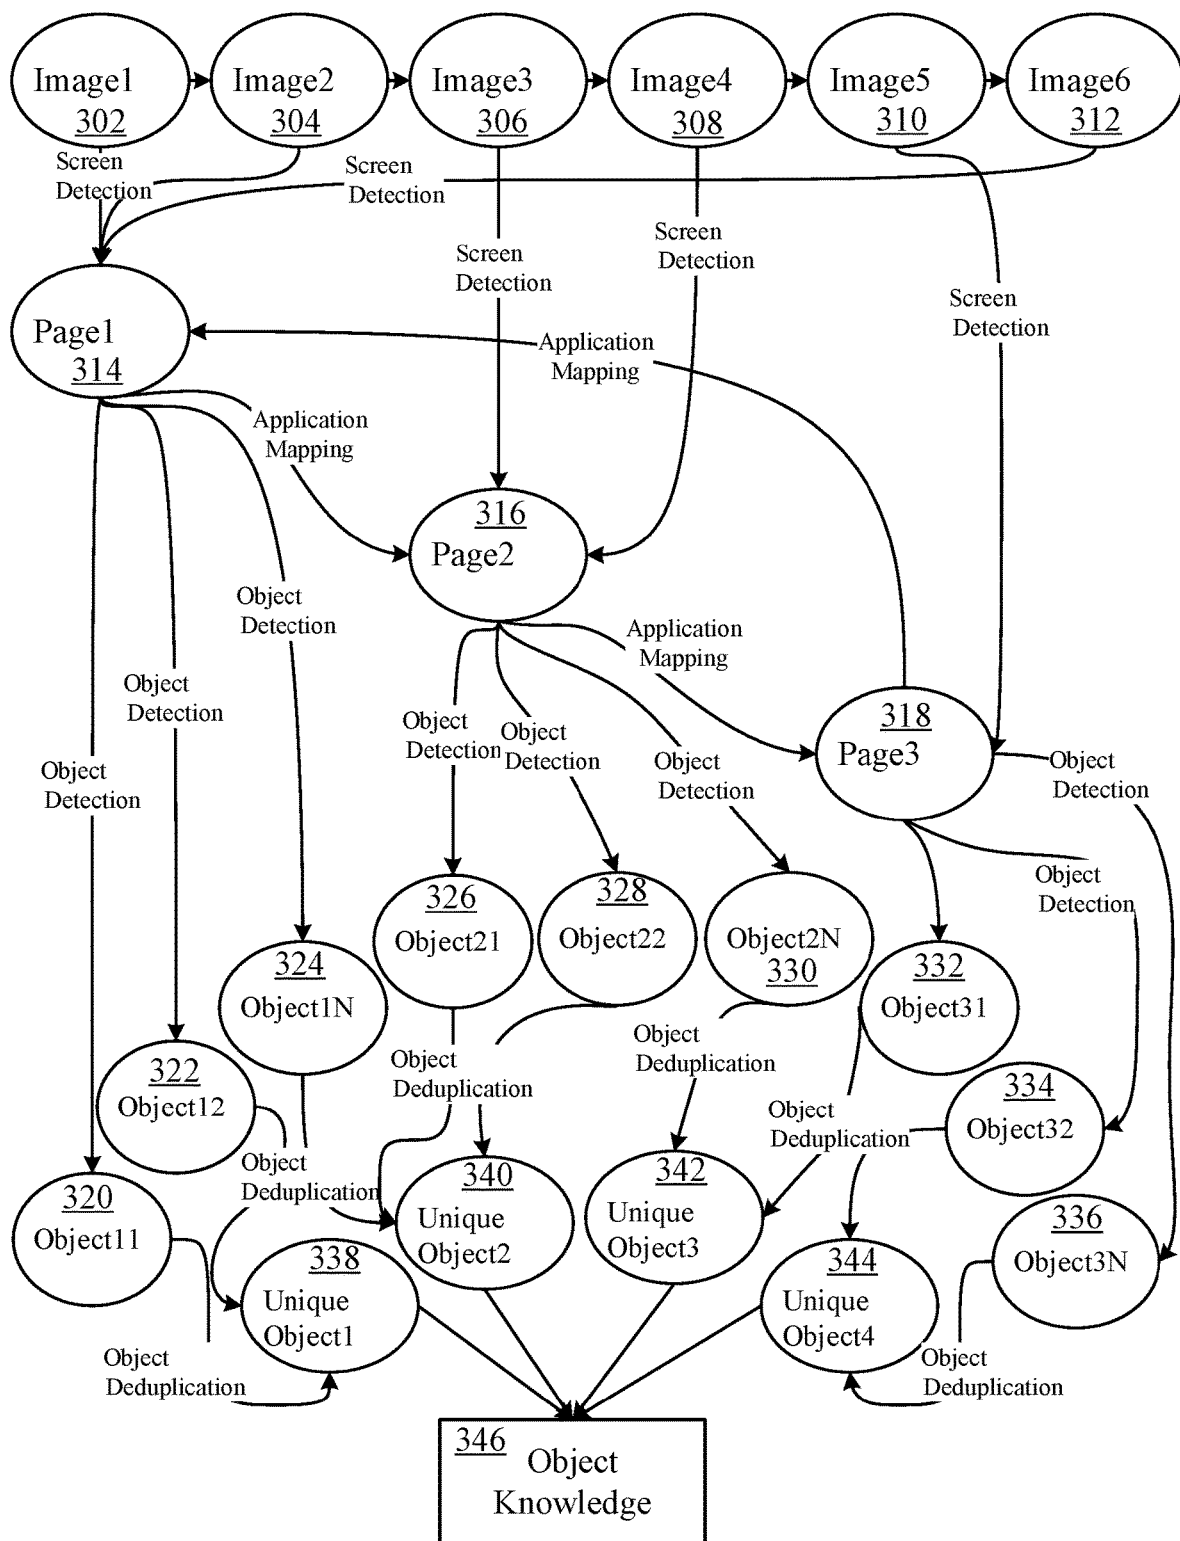 Image1
302
Image2
304
Image3
306
Image4
308
Image5
310
Image6
312
Screen
Detection
Screen
Detection
Screen
Detection
Screen
Detection
Screen
Detection
Page1
314
Application
Mapping
Application
Mapping
316
Page2
Object
Detection
Application
Mapping
Object
Detection
318
Page3
Object
Detection
Object
Detection
Object
Detection
Object
Detection
Object
Detection
Object
Detection
326
Object21
328
Object22
Object2N
330
324
Object1N
332
Object31
322
Object12
Object
Deduplication
Object
Deduplication
334
Object32
Object
Deduplication
Object
Deduplication
320
Object11
340
Unique
Object2
342
Unique
Object3
336
Object3N
338
Unique
Object1
344
Unique
Object4
Object
Deduplication
Object
Deduplication
346
Object
Knowledge